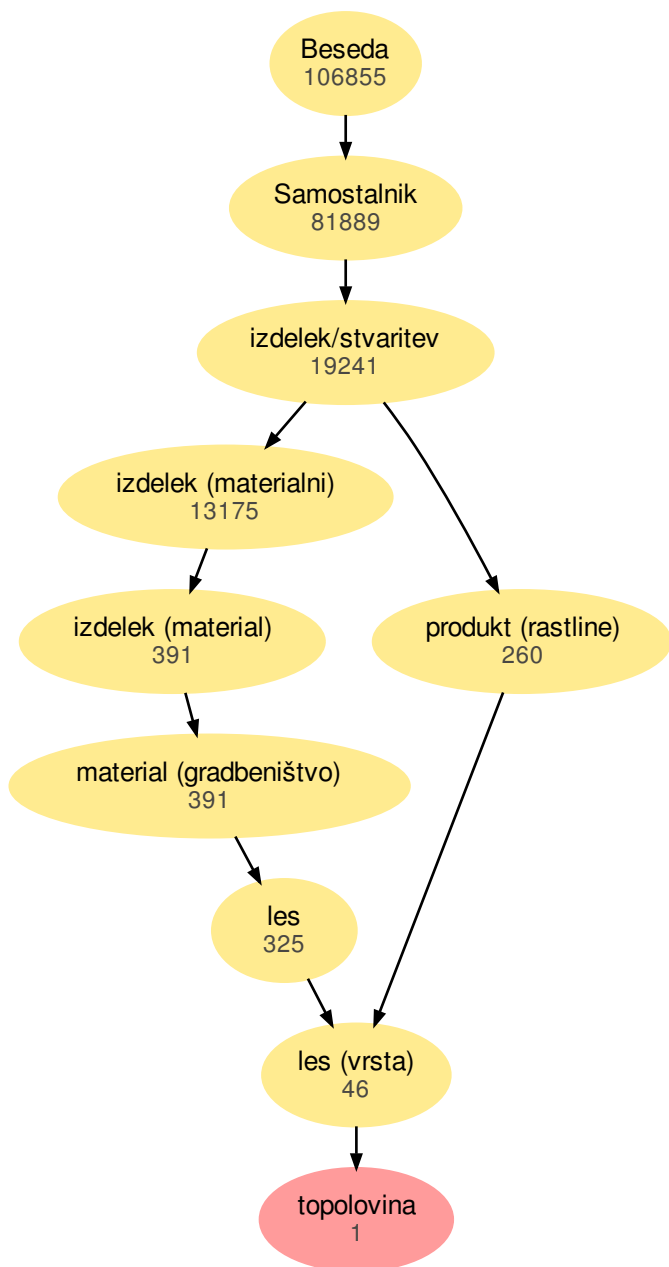 Beseda
106855
Samostalnik
81889
izdelek/stvaritev
19241
izdelek (materialni)
13175
izdelek (material)
391
produkt (rastline)
260
material (gradbeništvo)
391
les
325
les (vrsta)
46
topolovina
1